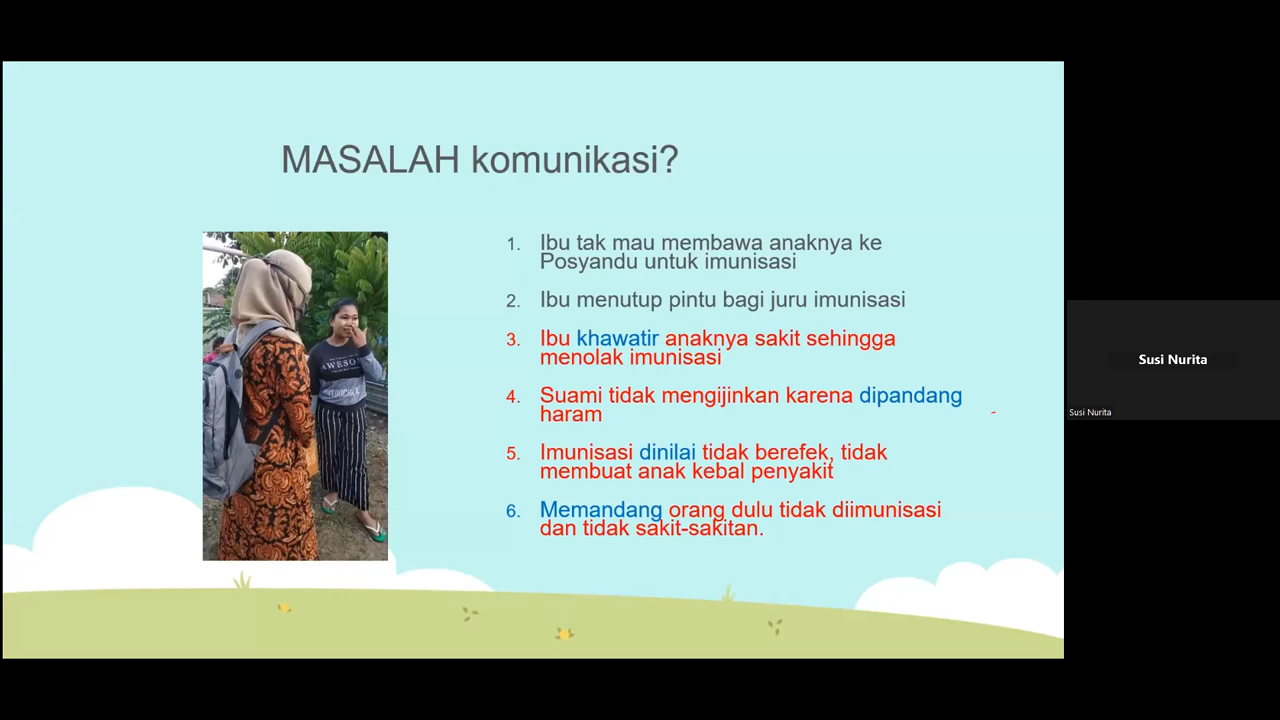 MASALAH komunikasi?
1. Ibu tak mau membawa anaknya ke
Posyandu untuk imunisasi
2. Ibu menutup pintu bagi juru imunisasi
3. Ibu khawatir anaknya sakit sehingga
menolak imunisasi
4. Suami tidak mengijinkan karena dipandang
haram
5. Imunisasi dinilai tidak berefek, tidak
membuat anak kebal penyakit
6. Memandang orang dulu tidak diimunisasi
dan tidak sakit-sakitan.
AWESO
Susi Nurita
Susi Nurita